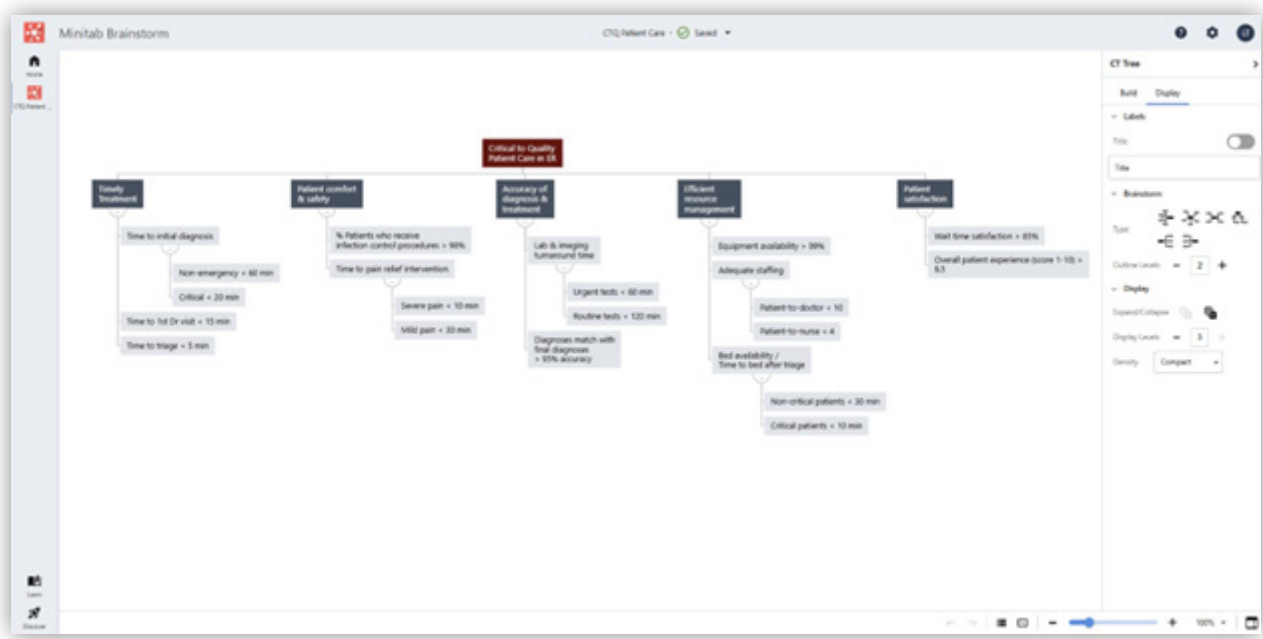 Minitab Brainstorm
CTQ Patient Care - Saved
Home
CTQ Patient ...
Learn
Discover
Critical to Quality
Patient Care in ER
Timely
Treatment
Time to initial diagnosis
Non-emergency < 60 min
Critical < 20 min
Time to 1st Dr visit < 15 min
Time to triage < 5 min
Patient comfort
& safety
% Patients who receive
infection control procedures > 98%
Time to pain relief intervention
Severe pain < 10 min
Mild pain < 30 min
Accuracy of
diagnosis &
treatment
Lab & imaging
turnaround time
Urgent tests < 60 min
Routine tests < 120 min
Diagnoses match with
final diagnoses
> 95% accuracy
Efficient
resource
management
Equipment availability > 99%
Adequate staffing
Patient-to-doctor < 10
Patient-to-nurse < 4
Bed availability /
Time to bed after triage
Non-critical patients < 30 min
Critical patients < 10 min
Patient
satisfaction
Wait time satisfaction > 85%
Overall patient experience (score 1-10) >
8.5
CT Tree
Build Display
Labels
Title
Title
Brainstorm
Type
Outline Levels 2
Display
Expand/Collapse
Display Levels 3
Density Compact
100%